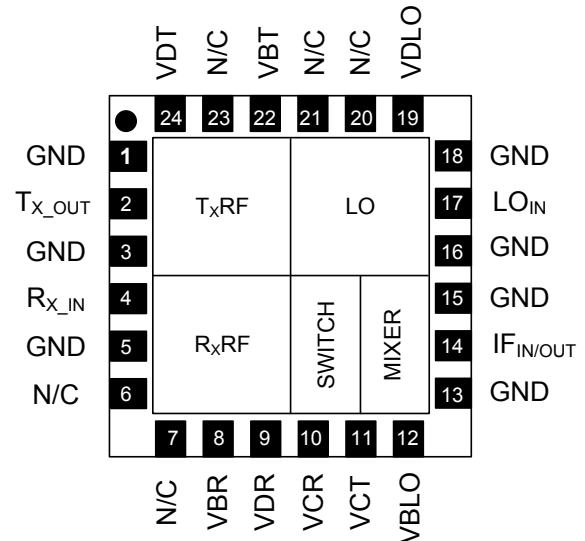 VDT N/C VBT N/C N/C VDLO
24 23 22 21 20 19
GND 1 18 GND
TX_OUT 2 TXRF LO 17 LOIN
GND 3 16 GND
RX_IN 4 15 GND
GND 5 RXRF SWITCH MIXER 14 IFIN/OUT
N/C 6 13 GND
7 8 9 10 11 12
N/C VBR VDR VCR VCT VBLO